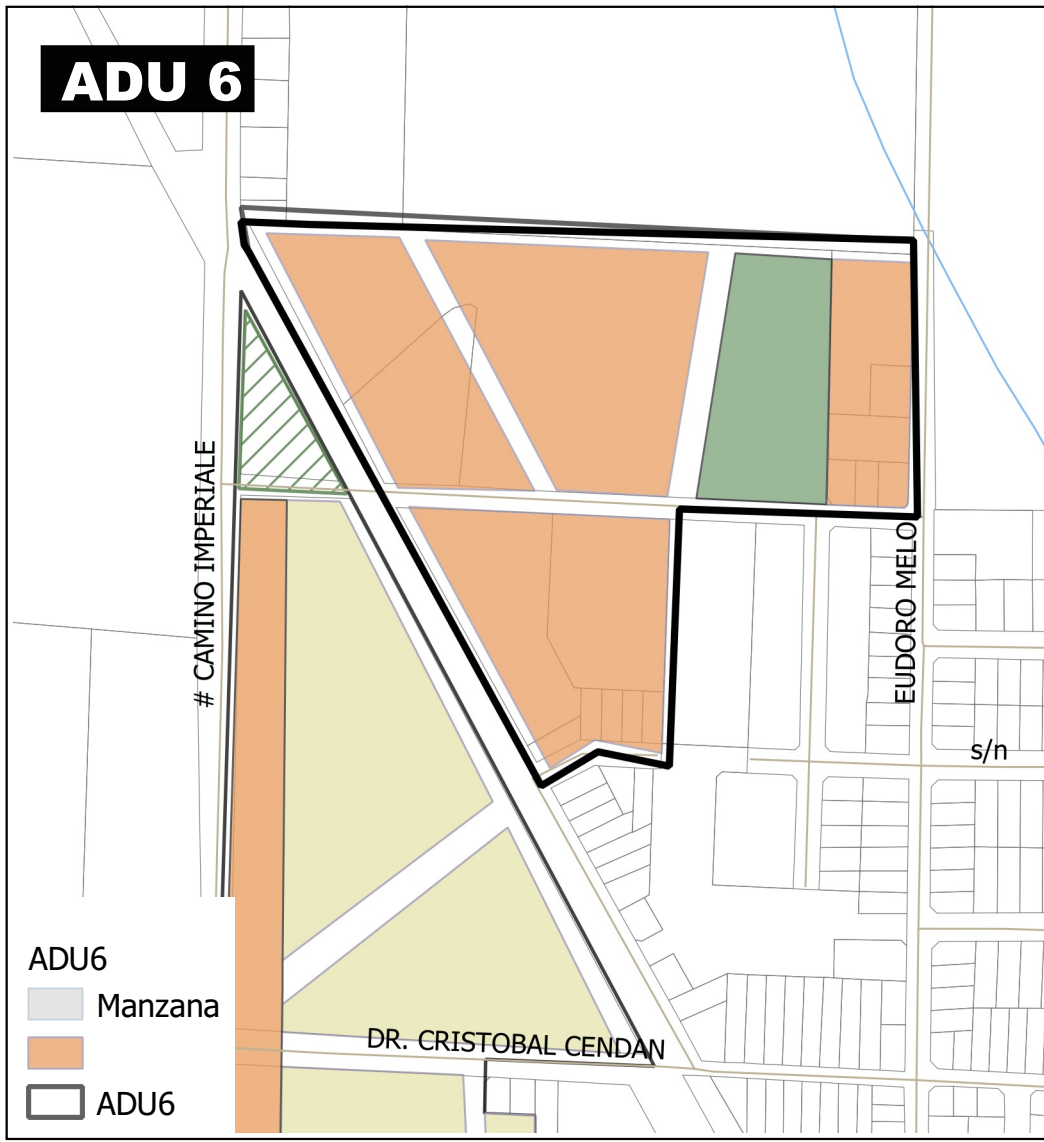 ADU 6
# CAMINO IMPERIALE
EUDORO MELO
s/n
DR. CRISTOBAL CENDAN
ADU6
Manzana
ADU6